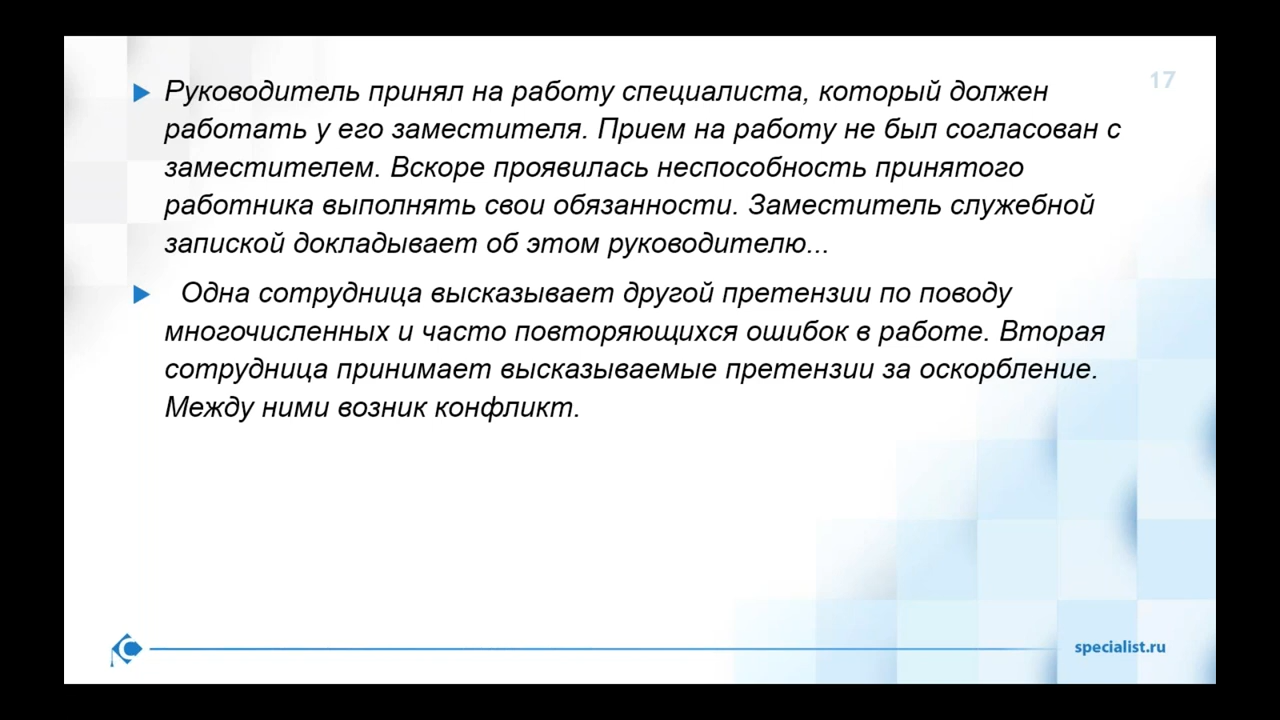 17
Руководитель принял на работу специалиста, который должен
работать у его заместителя. Прием на работу не был согласован с
заместителем. Вскоре проявилась неспособность принятого
работника выполнять свои обязанности. Заместитель служебной
запиской докладывает об этом руководителю...
Одна сотрудница высказывает другой претензии по поводу
многочисленных и часто повторяющихся ошибок в работе. Вторая
сотрудница принимает высказываемые претензии за оскорбление.
Между ними возник конфликт.
specialist.ru